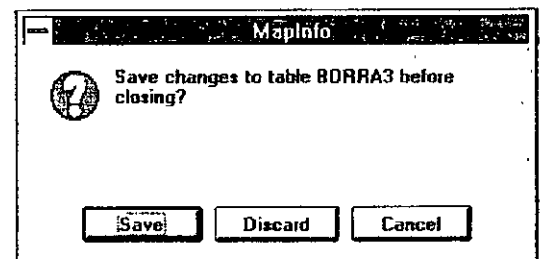 MapInfo
Save changes to table BORRA3 before
closing?
Save
Discard
Cancel